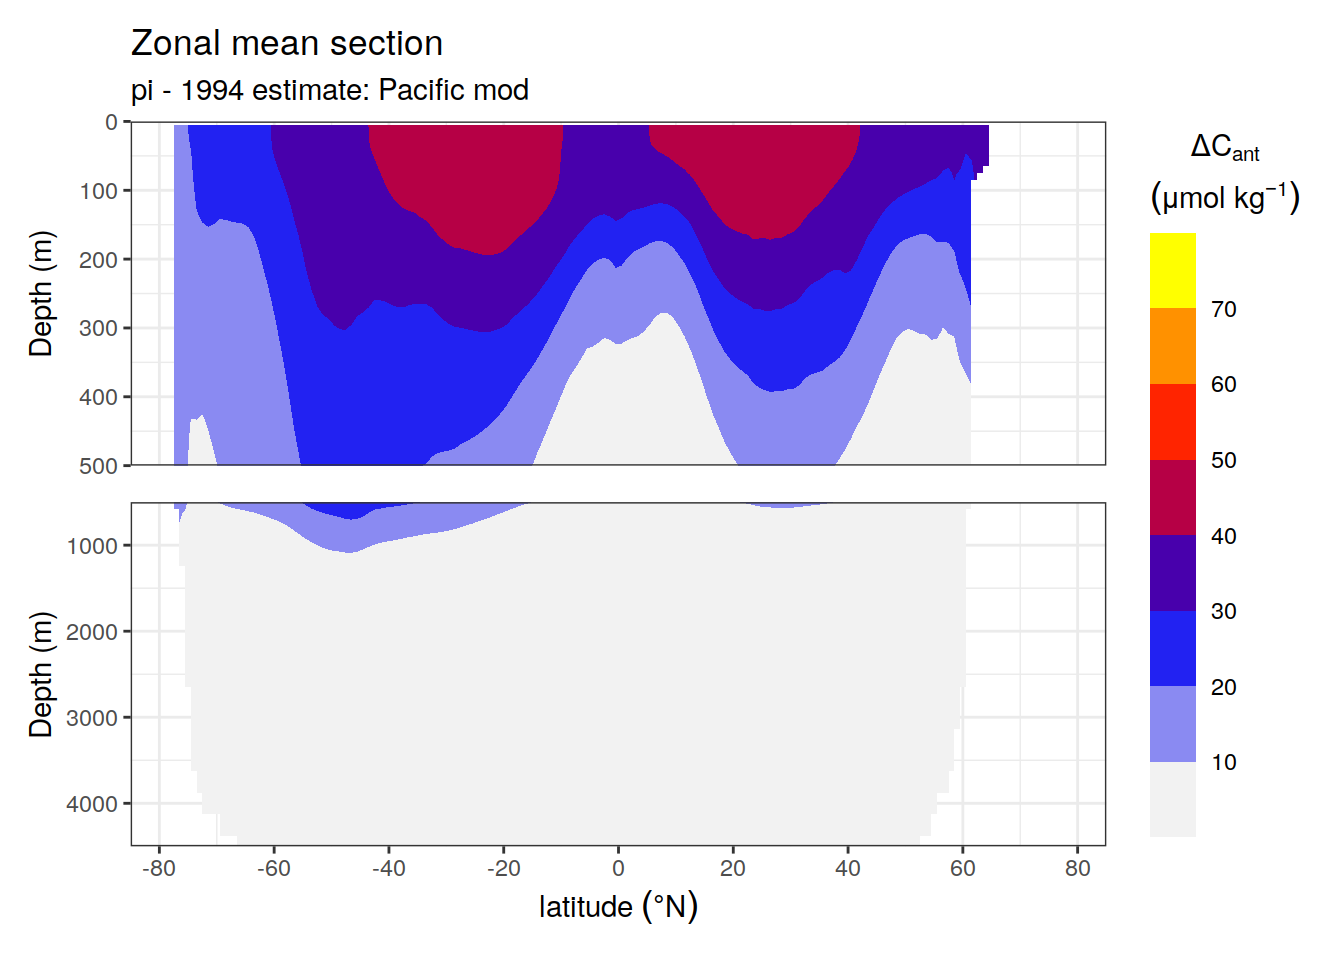 Zonal mean section
pi - 1994 estimate: Pacific mod
Depth (m)
0
100
200
300
400
500
Depth (m)
1000
2000
3000
4000
-80 -60 -40 -20 0 20 40 60 80
latitude (°N)
ΔCant
(μmol kg⁻¹)
70
60
50
40
30
20
10